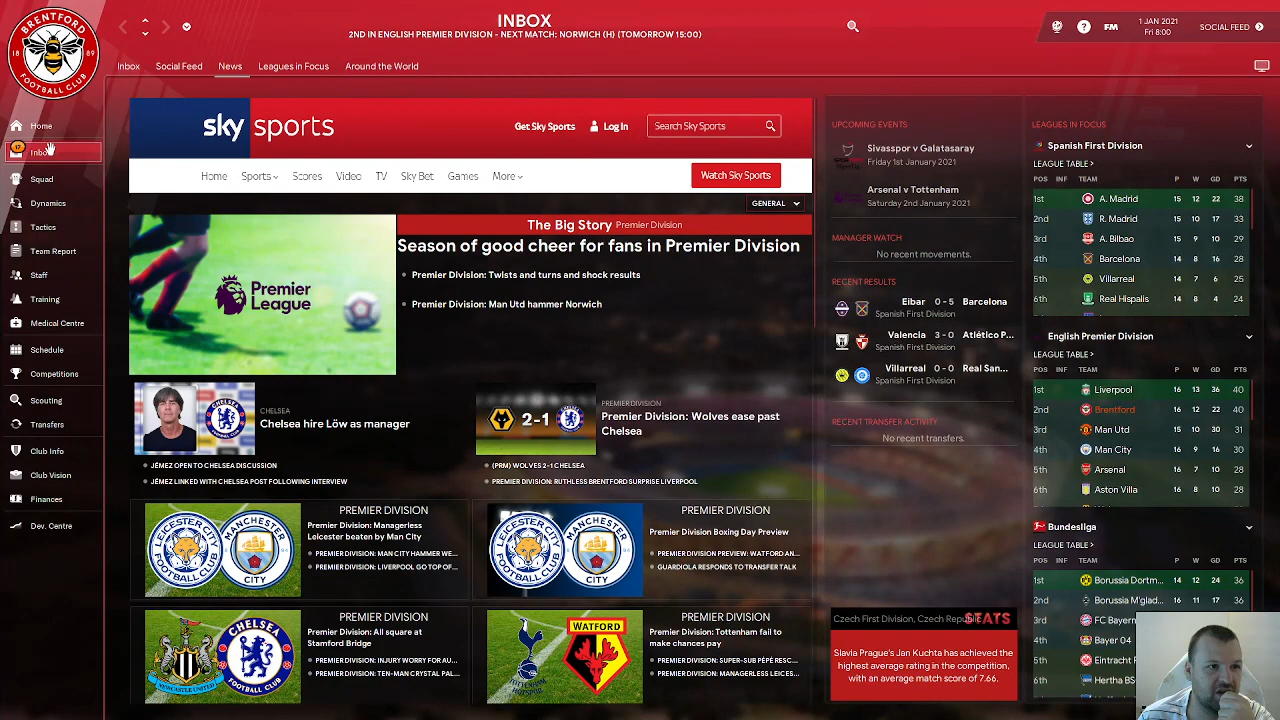 BRENTFORD
18 89
FOOTBALL CLUB
INBOX
2ND IN ENGLISH PREMIER DIVISION - NEXT MATCH: NORWICH (H) (TOMORROW 15:00)
FM
1 JAN 2021
Fri 8:00
SOCIAL FEED
Inbox
Social Feed
News
Leagues in Focus
Around the World
Home
17
Inbox
Squad
Dynamics
Tactics
Team Report
Staff
Training
Medical Centre
Schedule
Competitions
Scouting
Transfers
Club Info
Club Vision
Finances
Dev. Centre
sky sports
Get Sky Sports
Log In
Search Sky Sports
Home Sports Scores Video TV Sky Bet Games More
Watch Sky Sports
GENERAL
Premier League
The Big Story Premier Division
Season of good cheer for fans in Premier Division
Premier Division: Twists and turns and shock results
Premier Division: Man Utd hammer Norwich
CHELSEA
Chelsea hire Löw as manager
JÉMEZ OPEN TO CHELSEA DISCUSSION
JÉMEZ LINKED WITH CHELSEA POST FOLLOWING INTERVIEW
2-1
PREMIER DIVISION
Premier Division: Wolves ease past
Chelsea
(PRM) WOLVES 2-1 CHELSEA
PREMIER DIVISION: RUTHLESS BRENTFORD SURPRISE LIVERPOOL
PREMIER DIVISION
Premier Division: Managerless
Leicester beaten by Man City
PREMIER DIVISION: MAN CITY HAMMER WE...
PREMIER DIVISION: LIVERPOOL GO TOP OF...
PREMIER DIVISION
Premier Division Boxing Day Preview
PREMIER DIVISION PREVIEW: WATFORD AN...
GUARDIOLA RESPONDS TO TRANSFER TALK
PREMIER DIVISION
Premier Division: All square at
Stamford Bridge
PREMIER DIVISION: INJURY WORRY FOR AU...
PREMIER DIVISION: TEN-MAN CRYSTAL PAL...
WATFORD
PREMIER DIVISION
Premier Division: Tottenham fail to
make chances pay
PREMIER DIVISION: SUPER-SUB PÉPÉ RESC...
PREMIER DIVISION: MANAGERLESS LEICES...
UPCOMING EVENTS
Sivasspor v Galatasaray
Friday 1st January 2021
Arsenal v Tottenham
Saturday 2nd January 2021
MANAGER WATCH
No recent movements.
RECENT RESULTS
Eibar 0 - 5 Barcelona
Spanish First Division
Valencia 3 - 0 Atlético P...
Spanish First Division
Villarreal 0 - 0 Real San...
Spanish First Division
RECENT TRANSFER ACTIVITY
No recent transfers.
Czech First Division, Czech Republic
STATS
Slavia Prague's Jan Kuchta has achieved the
highest average rating in the competition,
with an average match score of 7.66.
LEAGUES IN FOCUS
Spanish First Division
LEAGUE TABLE >
POS INF TEAM P W GD PTS
1st A. Madrid 15 12 22 38
2nd R. Madrid 15 12 17 37
3rd A. Bilbao 15 9 10 29
4th Barcelona 14 8 16 28
5th Villarreal 14 7 6 25
6th Real Hispalis 14 8 4 25
English Premier Division
LEAGUE TABLE >
POS INF TEAM P W GD PTS
1st Liverpool 16 13 36 40
2nd Brentford 16 12 22 40
3rd Man Utd 16 10 30 31
4th Man City 16 9 16 30
5th Arsenal 16 7 10 28
6th Aston Villa 16 8 4 28
Bundesliga
LEAGUE TABLE >
POS INF TEAM P W GD PTS
1st Borussia Dortm... 14 12 24 36
2nd Borussia M'glad... 14 11 17 36
3rd FC Bayern
4th Bayer 04
5th Eintracht
6th Hertha BS